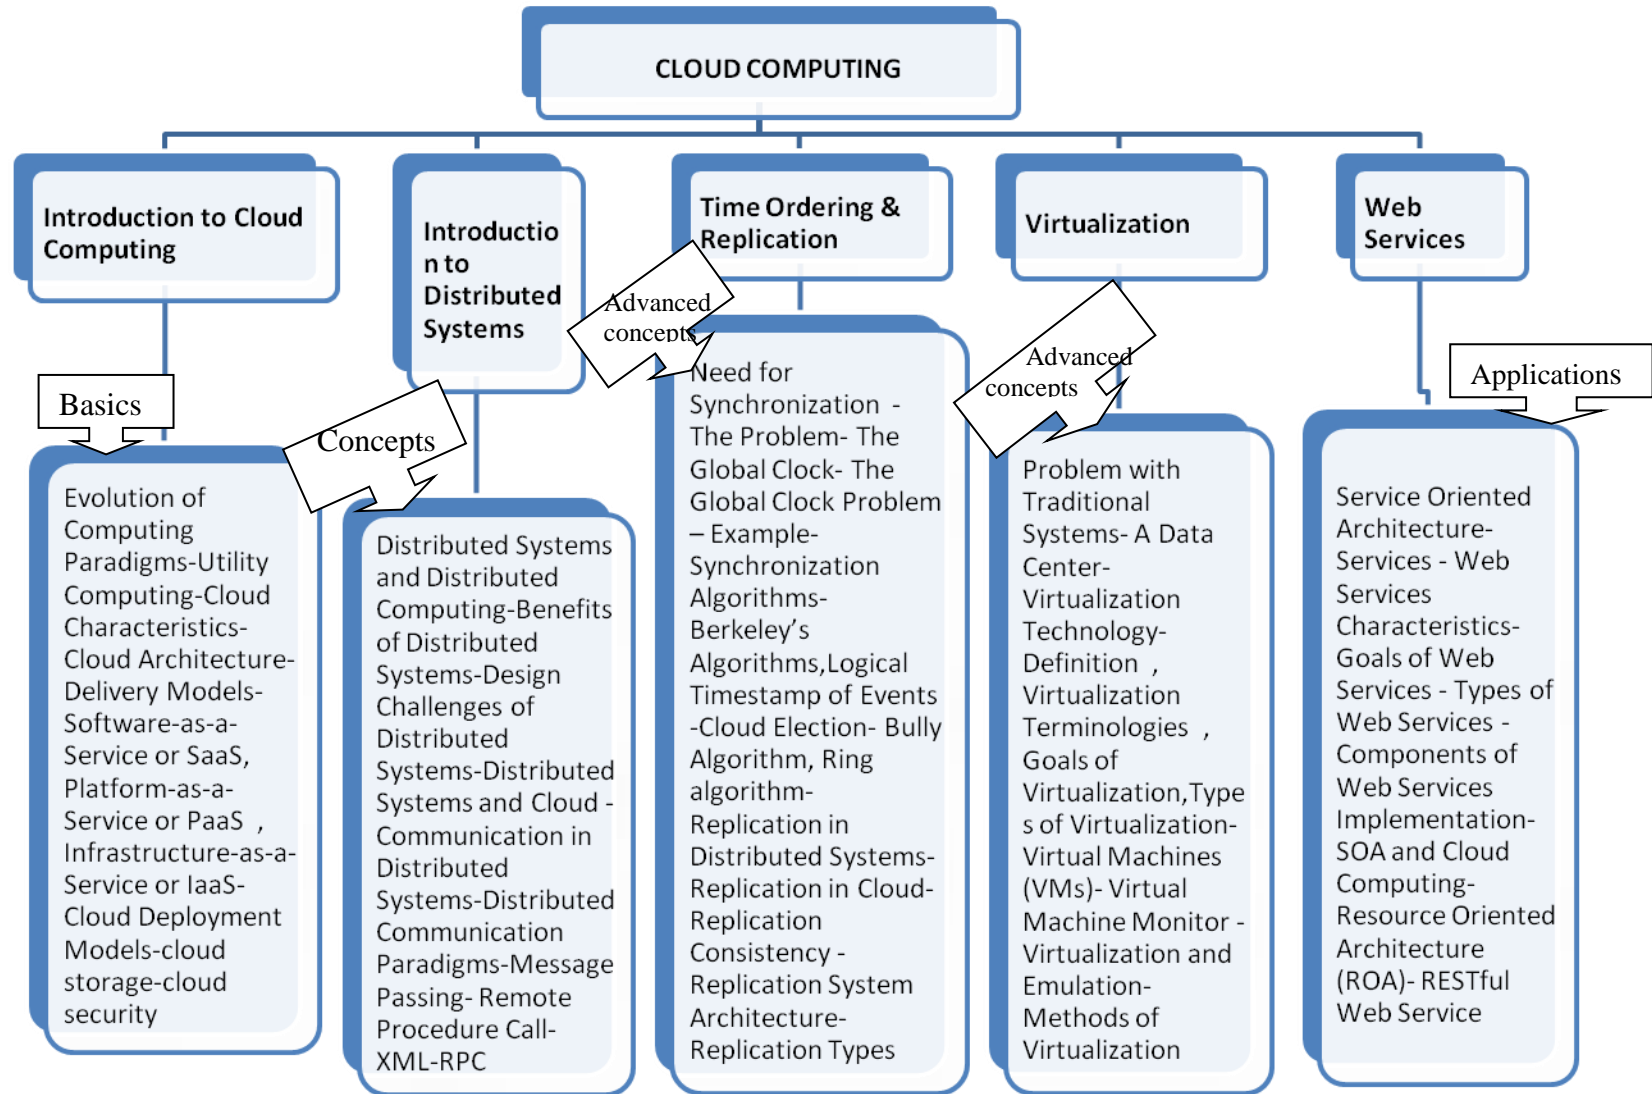 CLOUD COMPUTING
Introduction to Cloud
Computing
Introductio
n to
Distributed
Systems
Time Ordering &
Replication
Virtualization
Web
Services
Basics
Concepts
Advanced
concepts
Advanced
concepts
Applications
Evolution of
Computing
Paradigms-Utility
Computing-Cloud
Characteristics-
Cloud Architecture-
Delivery Models-
Software-as-a-
Service or SaaS,
Platform-as-a-
Service or PaaS ,
Infrastructure-as-a-
Service or IaaS-
Cloud Deployment
Models-cloud
storage-cloud
security
Distributed Systems
and Distributed
Computing-Benefits
of Distributed
Systems-Design
Challenges of
Distributed
Systems-Distributed
Systems and Cloud -
Communication in
Distributed
Systems-Distributed
Communication
Paradigms-Message
Passing- Remote
Procedure Call-
XML-RPC
Need for
Synchronization -
The Problem- The
Global Clock- The
Global Clock Problem
– Example-
Synchronization
Algorithms-
Berkeley’s
Algorithms,Logical
Timestamp of Events
-Cloud Election- Bully
Algorithm, Ring
algorithm-
Replication in
Distributed Systems-
Replication in Cloud-
Replication
Consistency -
Replication System
Architecture-
Replication Types
Problem with
Traditional
Systems- A Data
Center-
Virtualization
Technology-
Definition ,
Virtualization
Terminologies ,
Goals of
Virtualization,Type
s of Virtualization-
Virtual Machines
(VMs)- Virtual
Machine Monitor -
Virtualization and
Emulation-
Methods of
Virtualization
Service Oriented
Architecture-
Services - Web
Services
Characteristics-
Goals of Web
Services - Types of
Web Services -
Components of
Web Services
Implementation-
SOA and Cloud
Computing-
Resource Oriented
Architecture
(ROA)- RESTful
Web Service